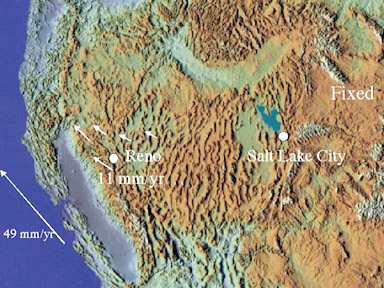 Fixed
Reno
Salt Lake City
11 mm/yr
49 mm/yr